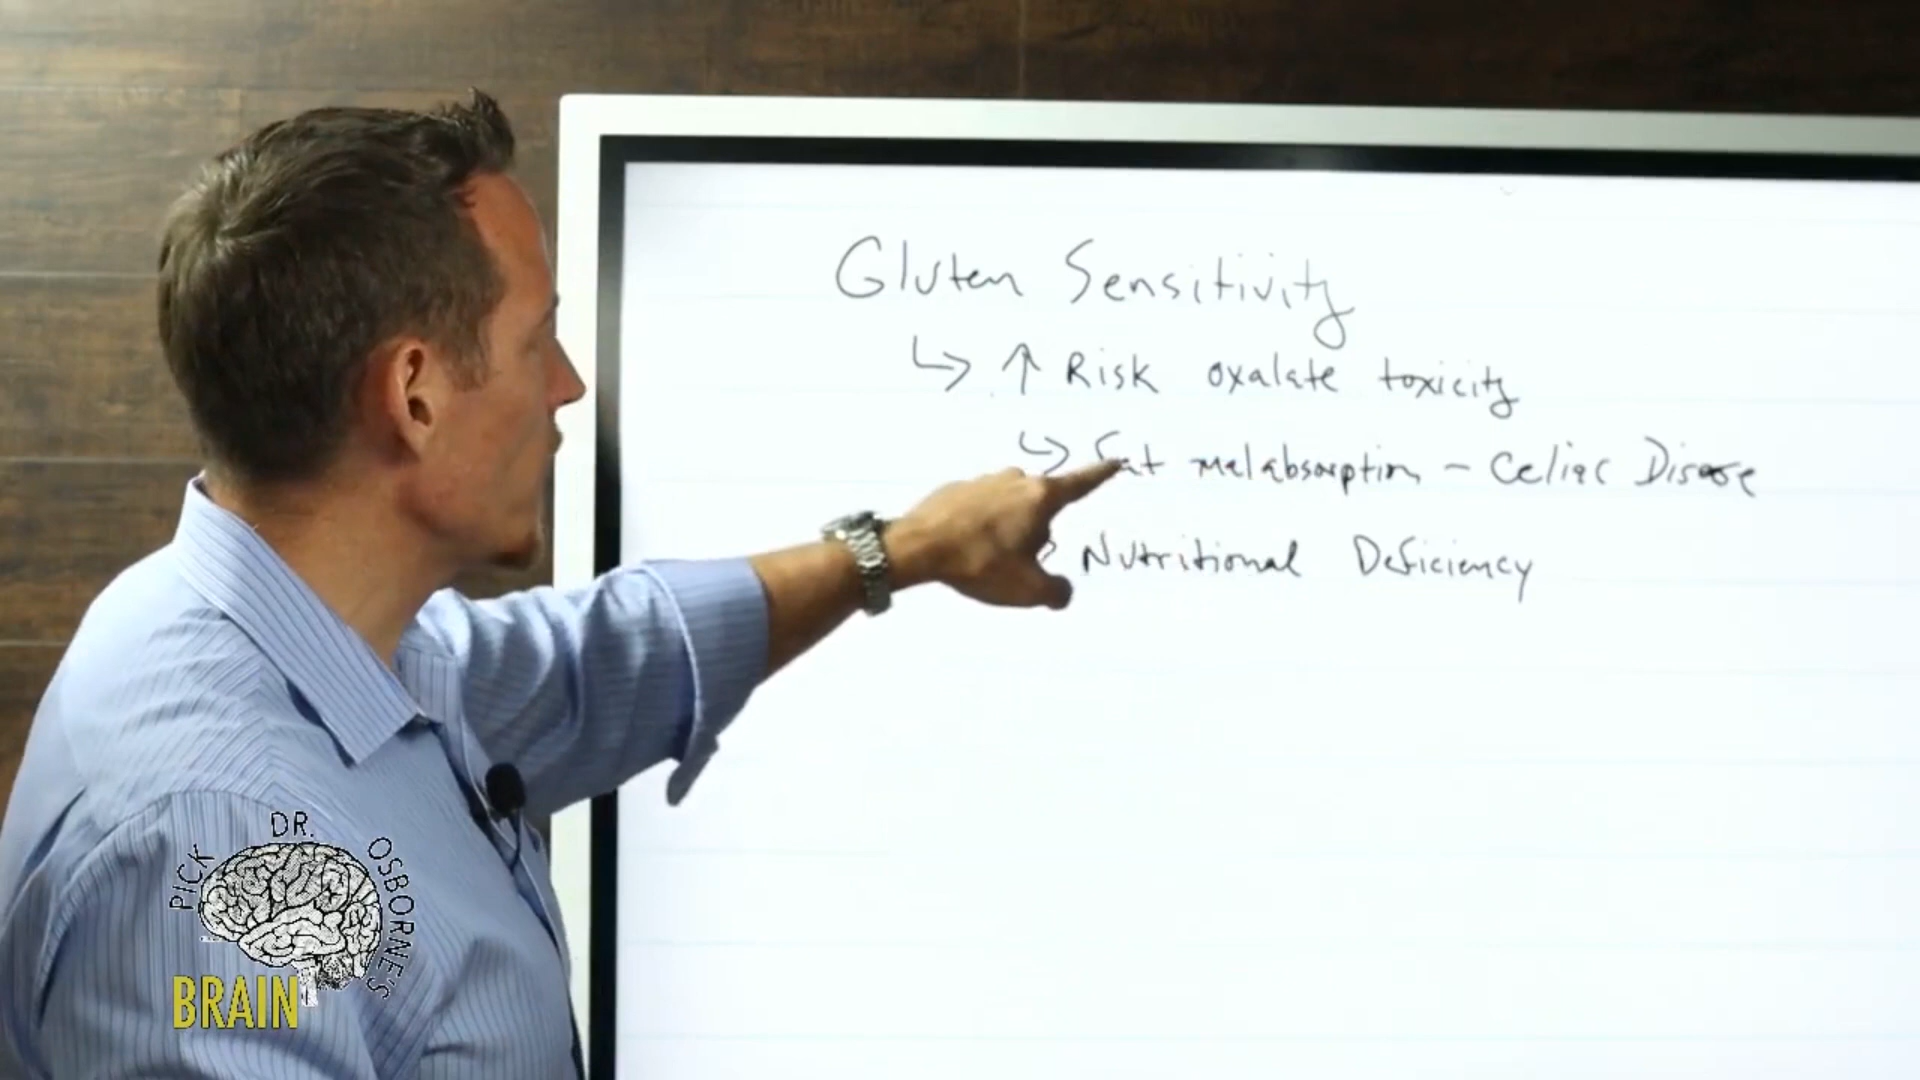 Gluten Sensitivity
↳ ↑ Risk oxalate toxicity
↳ Fat malabsorption - Celiac Disease
Nutritional Deficiency
PICK DR. OSBORNE'S
BRAIN